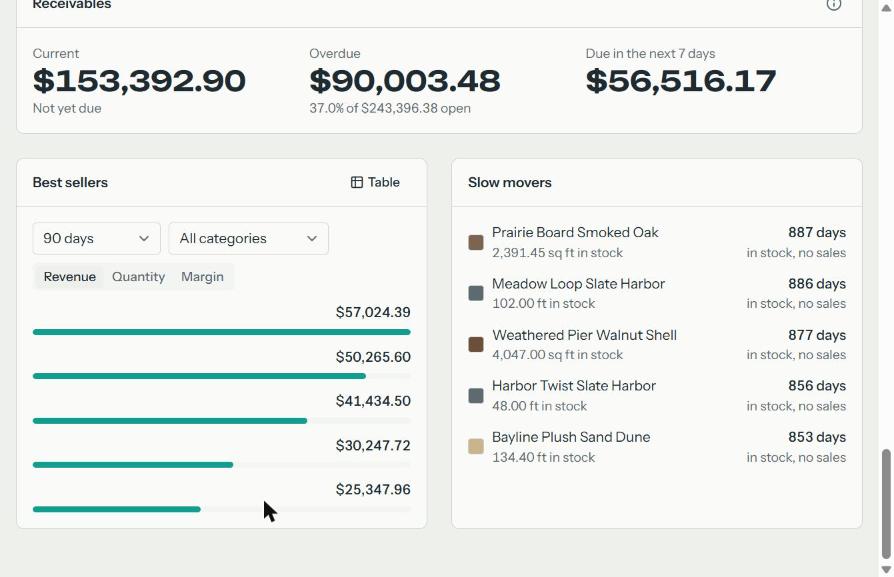 Receivables
Current
$153,392.90
Not yet due
Overdue
$90,003.48
37.0% of $243,396.38 open
Due in the next 7 days
$56,516.17
Best sellers
Table
90 days
All categories
Revenue
Quantity
Margin
$57,024.39
$50,265.60
$41,434.50
$30,247.72
$25,347.96
Slow movers
Prairie Board Smoked Oak
887 days
2,391.45 sq ft in stock
in stock, no sales
Meadow Loop Slate Harbor
886 days
102.00 ft in stock
in stock, no sales
Weathered Pier Walnut Shell
877 days
4,047.00 sq ft in stock
in stock, no sales
Harbor Twist Slate Harbor
856 days
48.00 ft in stock
in stock, no sales
Bayline Plush Sand Dune
853 days
134.40 ft in stock
in stock, no sales